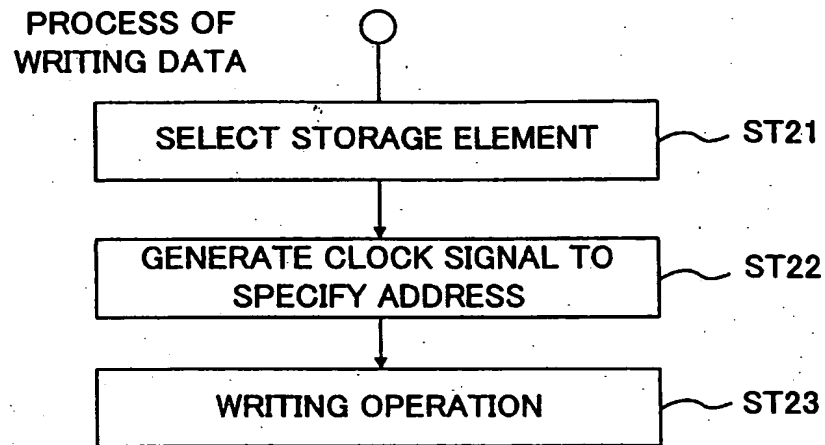 PROCESS OF
WRITING DATA
SELECT STORAGE ELEMENT
ST21
GENERATE CLOCK SIGNAL TO
SPECIFY ADDRESS
ST22
WRITING OPERATION
ST23